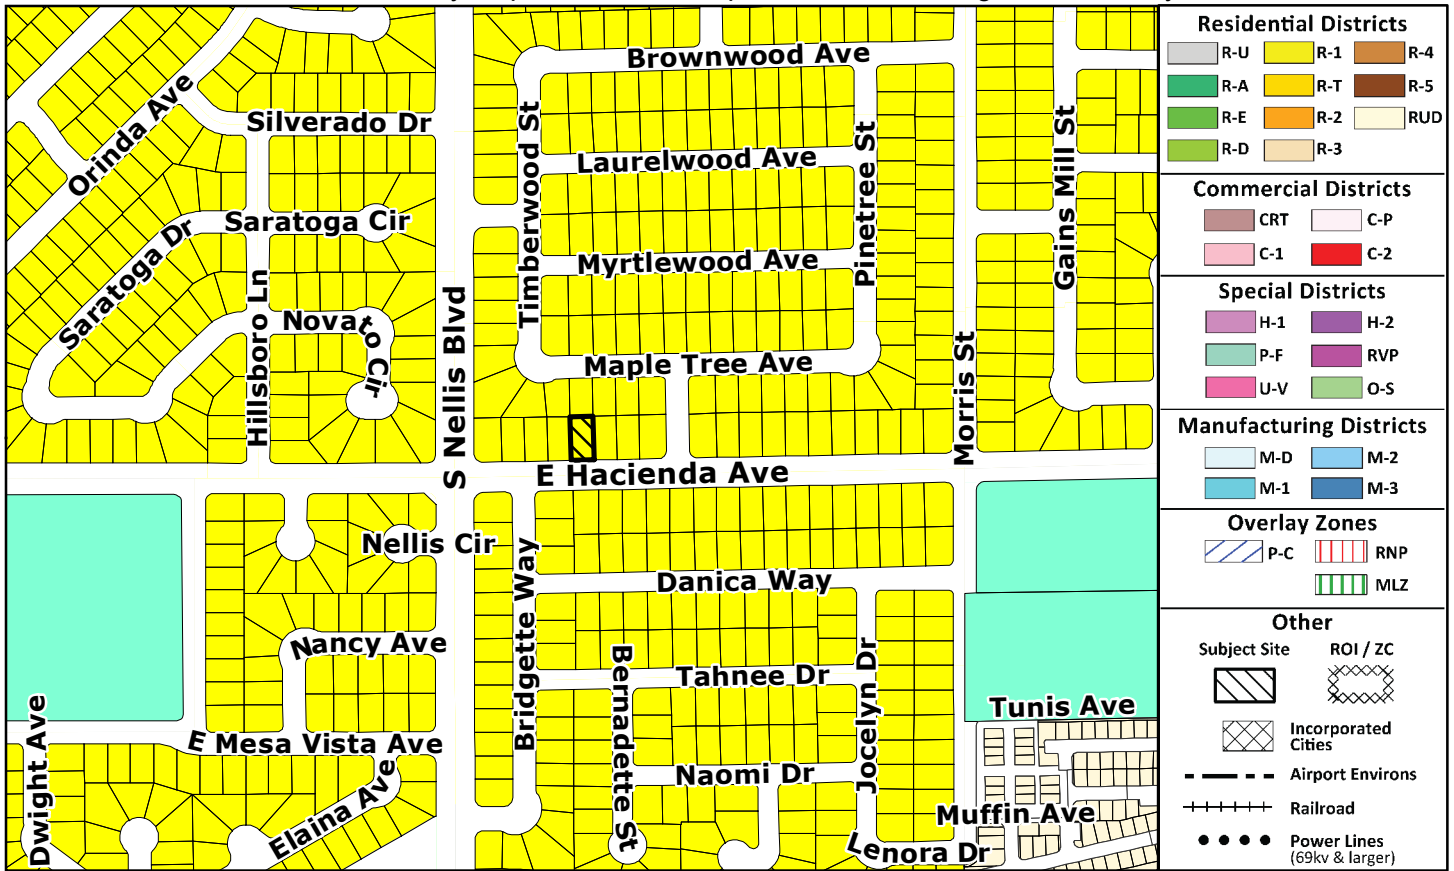 Brownwood Ave
Orinda Ave
Silverado Dr
Timberwood St
Laurelwood Ave
Pinetree St
Gains Mill St
Saratoga Cir
Saratoga Dr
Myrtlewood Ave
Hillsboro Ln
Novato Cir
S Nellis Blvd
Maple Tree Ave
Morris St
E Hacienda Ave
Nellis Cir
Bridgette Way
Danica Way
Nancy Ave
Bernadette St
Tahnee Dr
Jocelyn Dr
Tunis Ave
Dwight Ave
E Mesa Vista Ave
Naomi Dr
Elaina Ave
Muffin Ave
Lenora Dr
Residential Districts
R-U R-1 R-4
R-A R-T R-5
R-E R-2 RUD
R-D R-3
Commercial Districts
CRT C-P
C-1 C-2
Special Districts
H-1 H-2
P-F RVP
U-V O-S
Manufacturing Districts
M-D M-2
M-1 M-3
Overlay Zones
P-C RNP
MLZ
Other
Subject Site ROI / ZC
Incorporated
Cities
Airport Environs
Railroad
Power Lines
(69kv & larger)